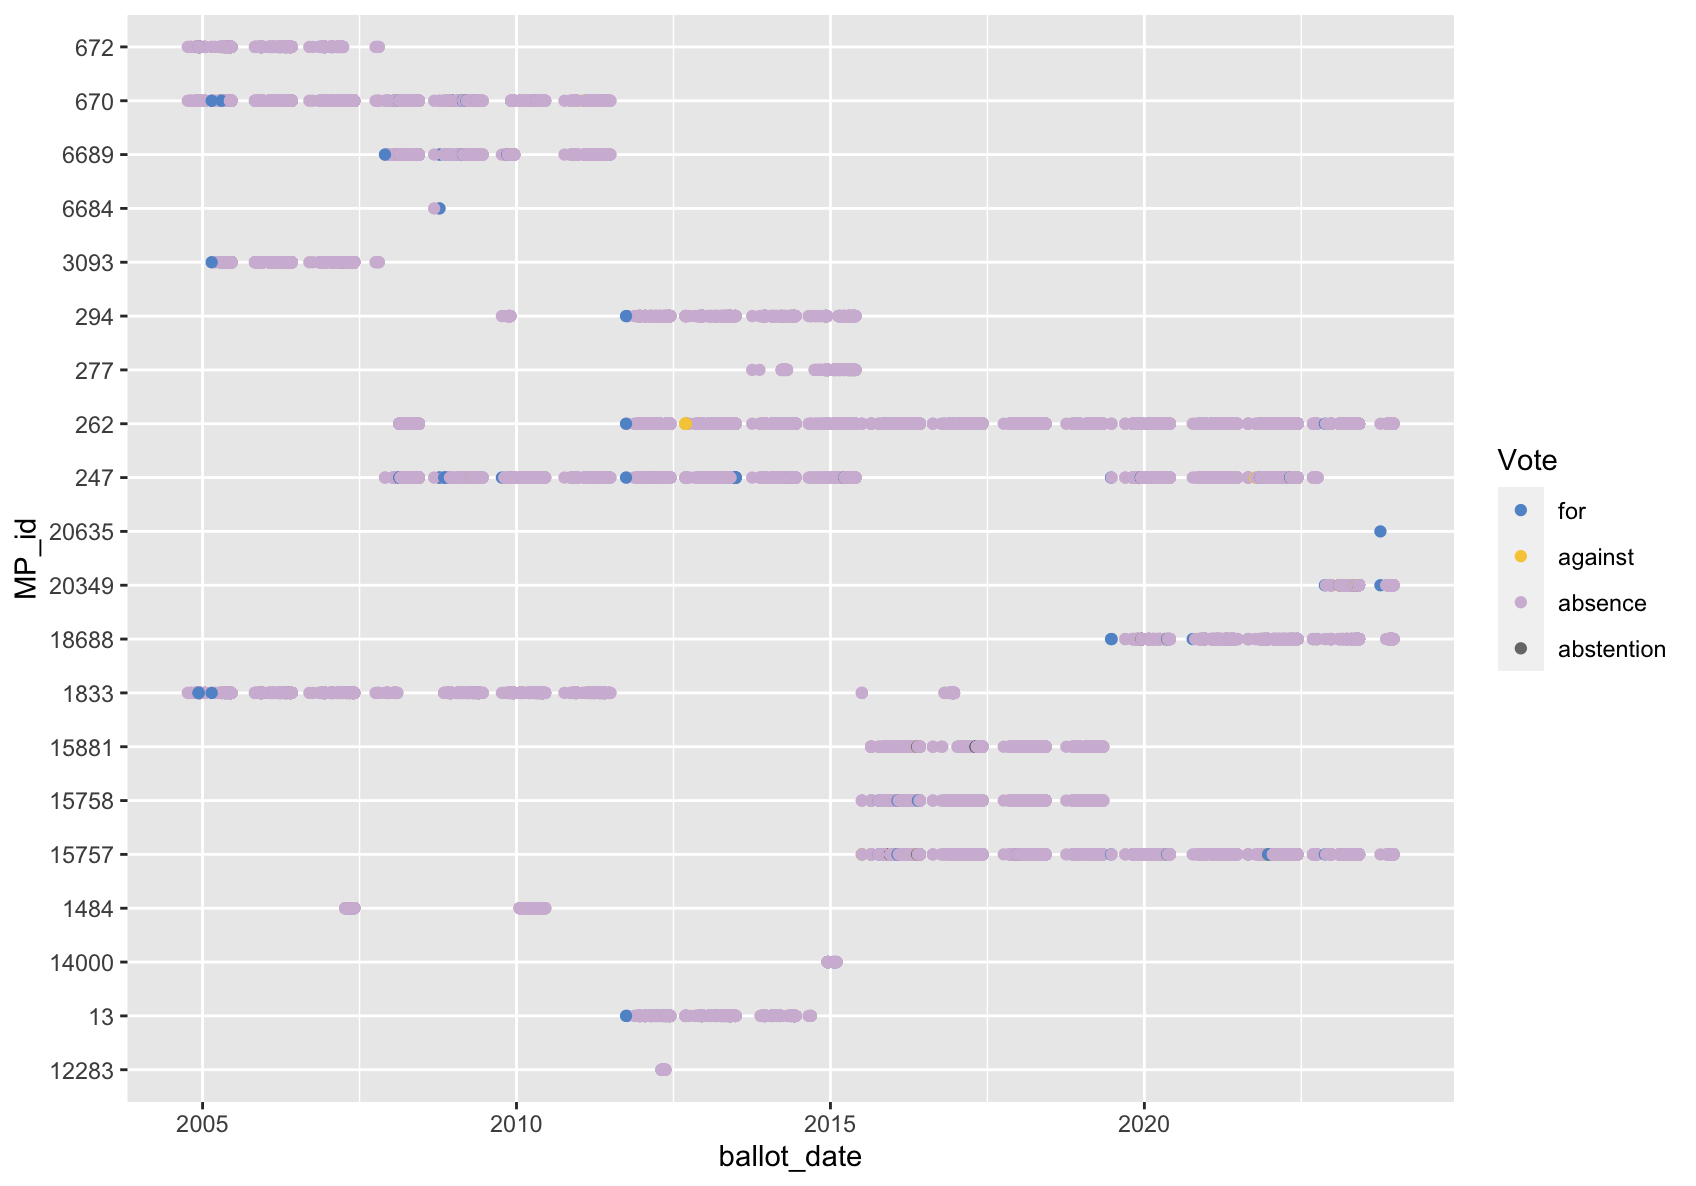 672
670
6689
6684
3093
294
277
262
247
20635
20349
18688
1833
15881
15758
15757
1484
14000
13
12283
MP_id
2005 2010 2015 2020
ballot_date
Vote
for
against
absence
abstention